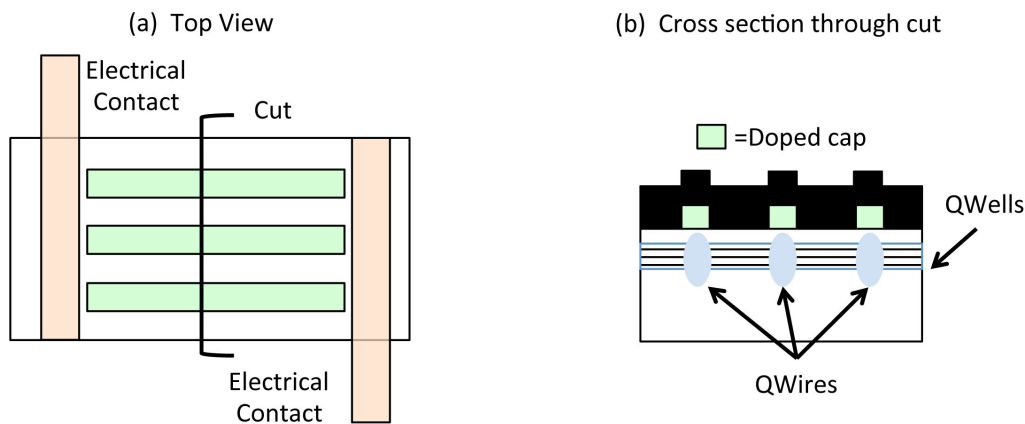 (a) Top View
Electrical
Contact
Cut
Electrical
Contact
(b) Cross section through cut
=Doped cap
QWells
QWires